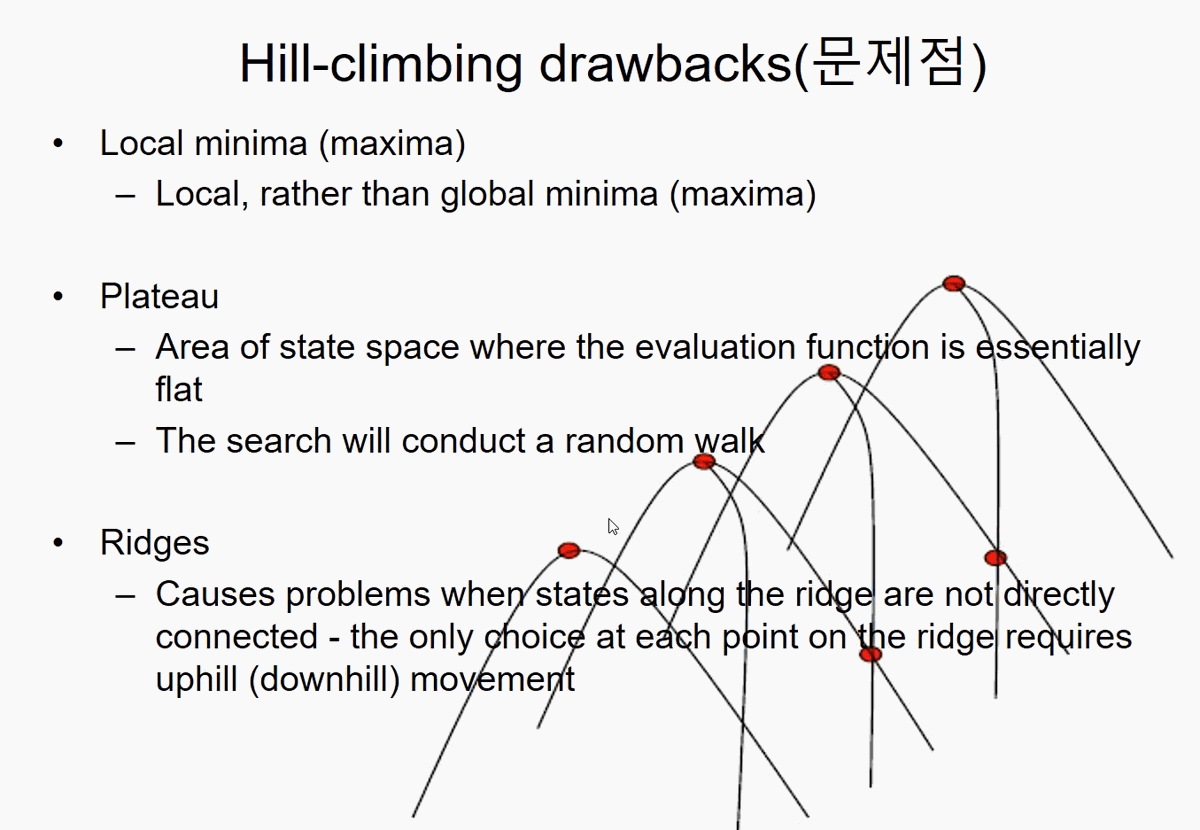 Hill-climbing drawbacks(문제점)
• Local minima (maxima)
– Local, rather than global minima (maxima)
• Plateau
– Area of state space where the evaluation function is essentially
flat
– The search will conduct a random walk
• Ridges
– Causes problems when states along the ridge are not directly
connected - the only choice at each point on the ridge requires
uphill (downhill) movement